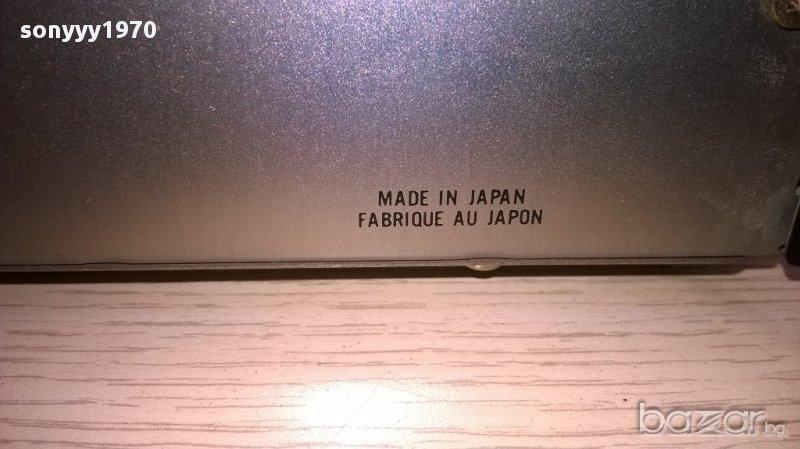 sonyyy1970
MADE IN JAPAN
FABRIQUE AU JAPON
bazar.bg